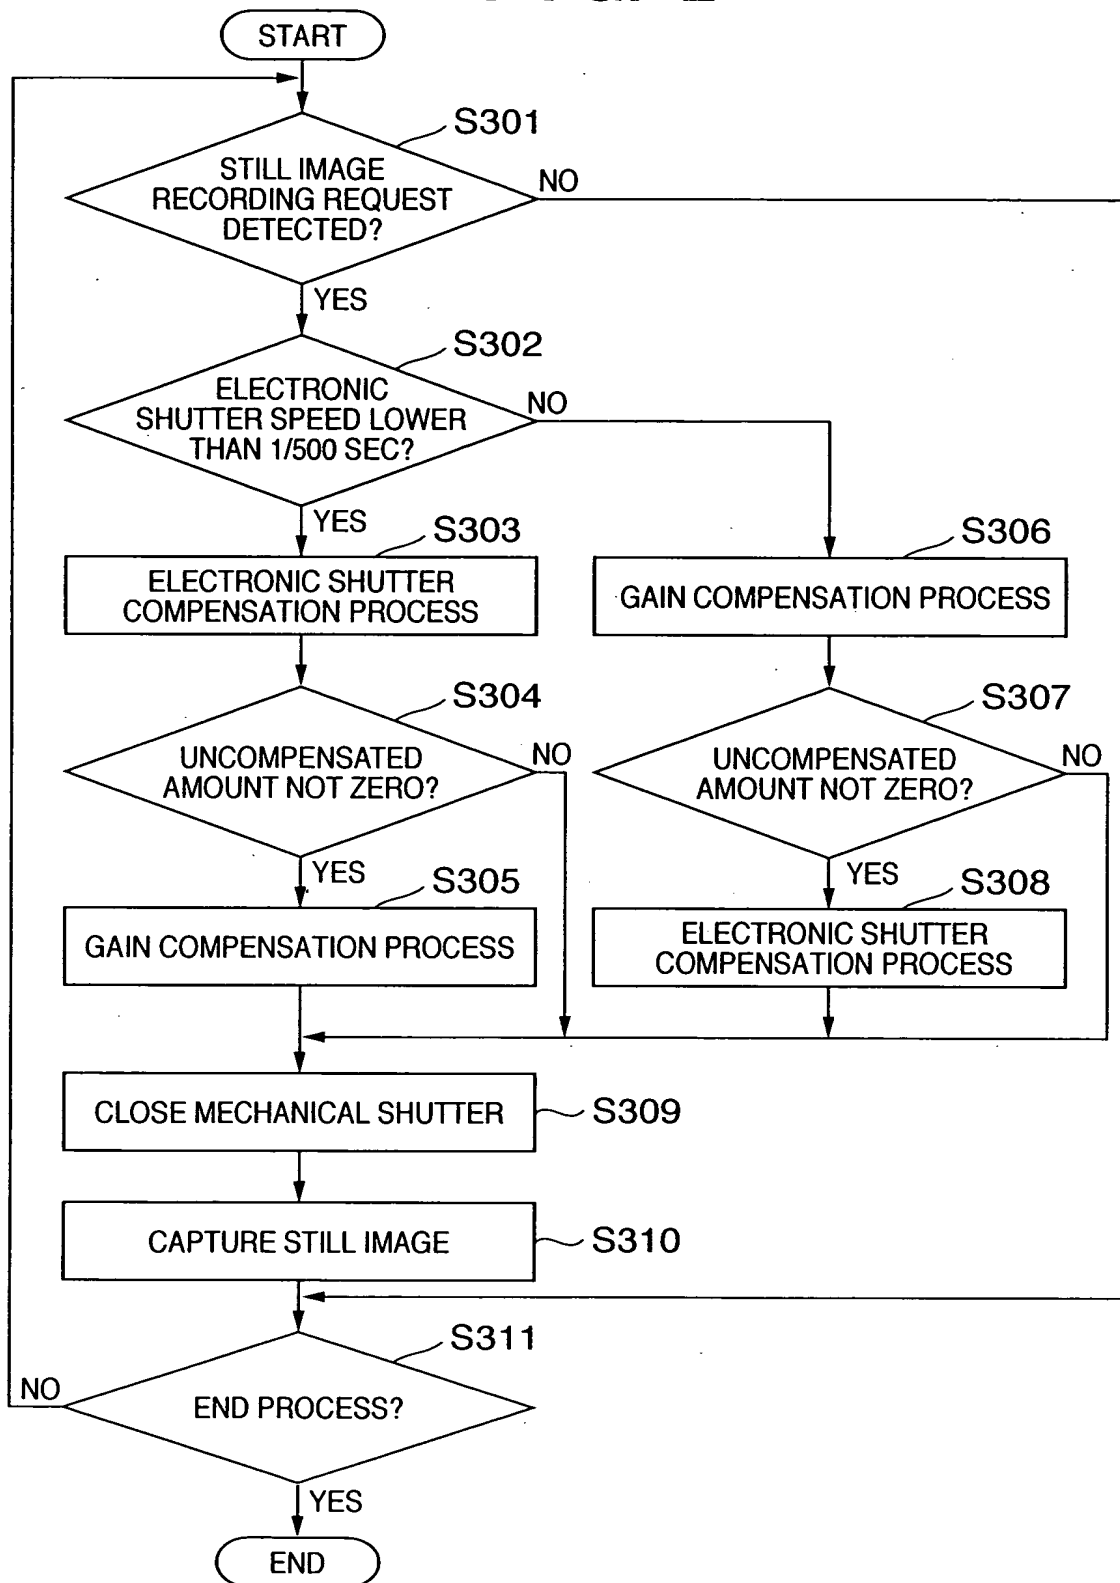 START
S301
STILL IMAGE
RECORDING REQUEST
DETECTED?
NO
YES
S302
ELECTRONIC
SHUTTER SPEED LOWER
THAN 1/500 SEC?
NO
YES
S303
ELECTRONIC SHUTTER
COMPENSATION PROCESS
S306
GAIN COMPENSATION PROCESS
S304
UNCOMPENSATED
AMOUNT NOT ZERO?
NO
YES
S307
UNCOMPENSATED
AMOUNT NOT ZERO?
NO
YES
S305
GAIN COMPENSATION PROCESS
S308
ELECTRONIC SHUTTER
COMPENSATION PROCESS
CLOSE MECHANICAL SHUTTER
S309
CAPTURE STILL IMAGE
S310
S311
END PROCESS?
NO
YES
END